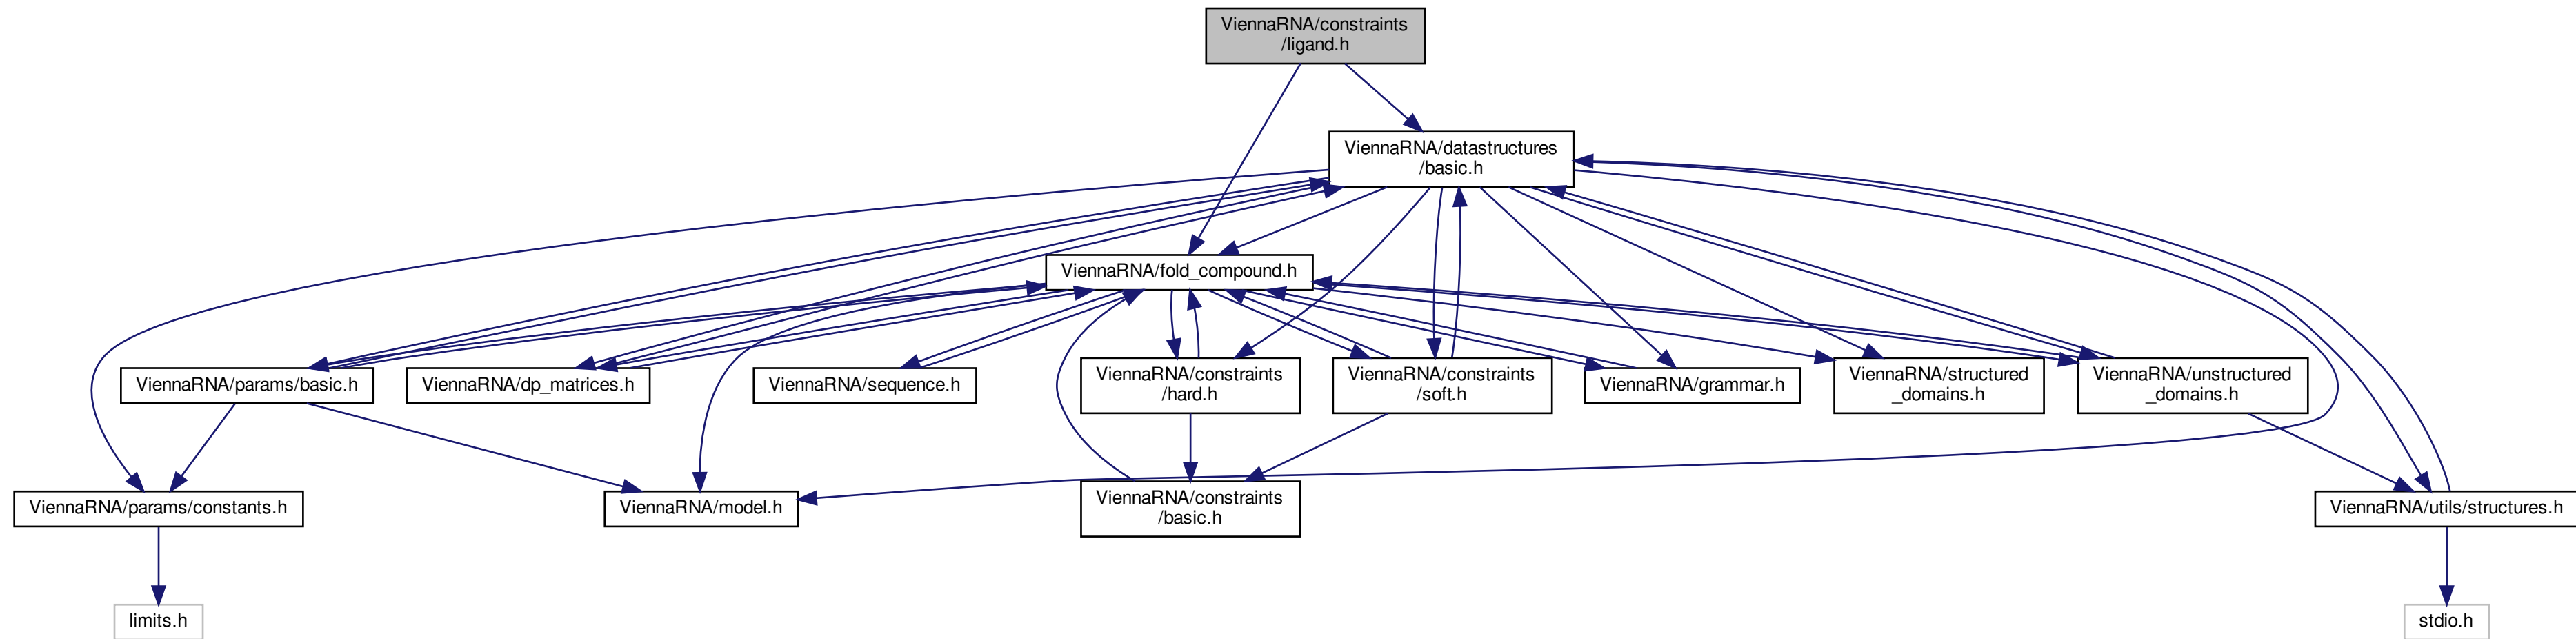 ViennaRNA/constraints
/ligand.h
ViennaRNA/datastructures
/basic.h
ViennaRNA/fold_compound.h
ViennaRNA/params/basic.h
ViennaRNA/dp_matrices.h
ViennaRNA/sequence.h
ViennaRNA/constraints
/hard.h
ViennaRNA/constraints
/soft.h
ViennaRNA/grammar.h
ViennaRNA/structured
_domains.h
ViennaRNA/unstructured
_domains.h
ViennaRNA/params/constants.h
ViennaRNA/model.h
ViennaRNA/constraints
/basic.h
ViennaRNA/utils/structures.h
limits.h
stdio.h